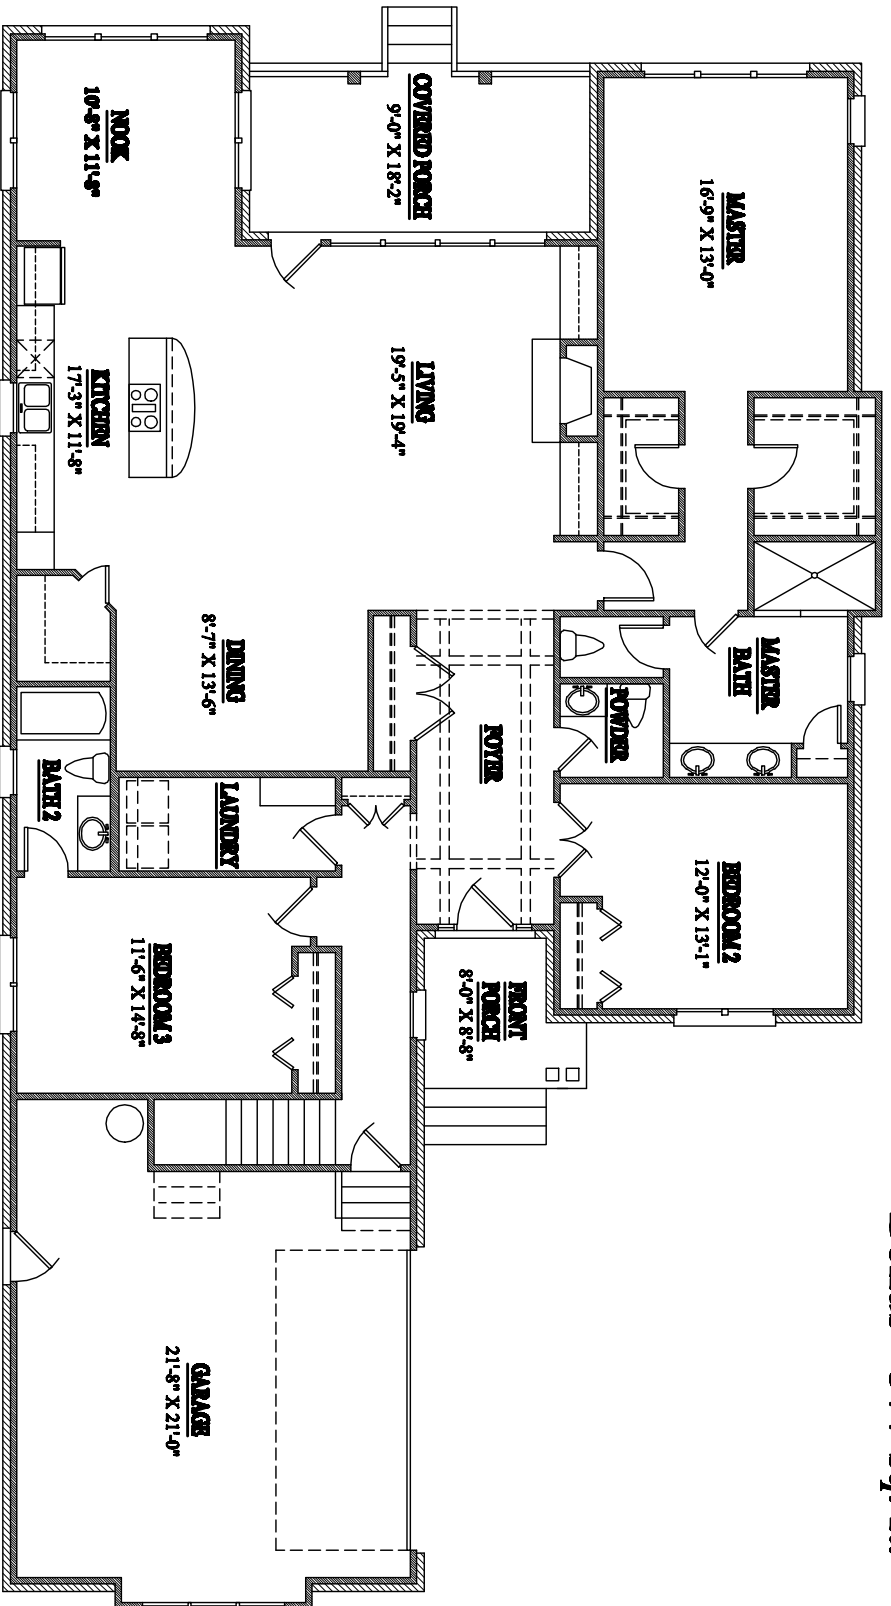 MASTER
16'-9" X 13'-0"
COVERED PORCH
9'-0" X 18'-2"
NOOK
10'-8" X 11'-8"
LIVING
19'-5" X 19'-4"
KITCHEN
17'-3" X 11'-8"
DINING
8'-7" X 13'-6"
MASTER
BATH
POWDER
FOYER
LAUNDRY
BATH 2
BEDROOM 2
12'-0" X 13'-1"
BEDROOM 3
11'-6" X 14'-8"
FRONT
PORCH
8'-0" X 8'-8"
GARAGE
21'-8" X 21'-0"